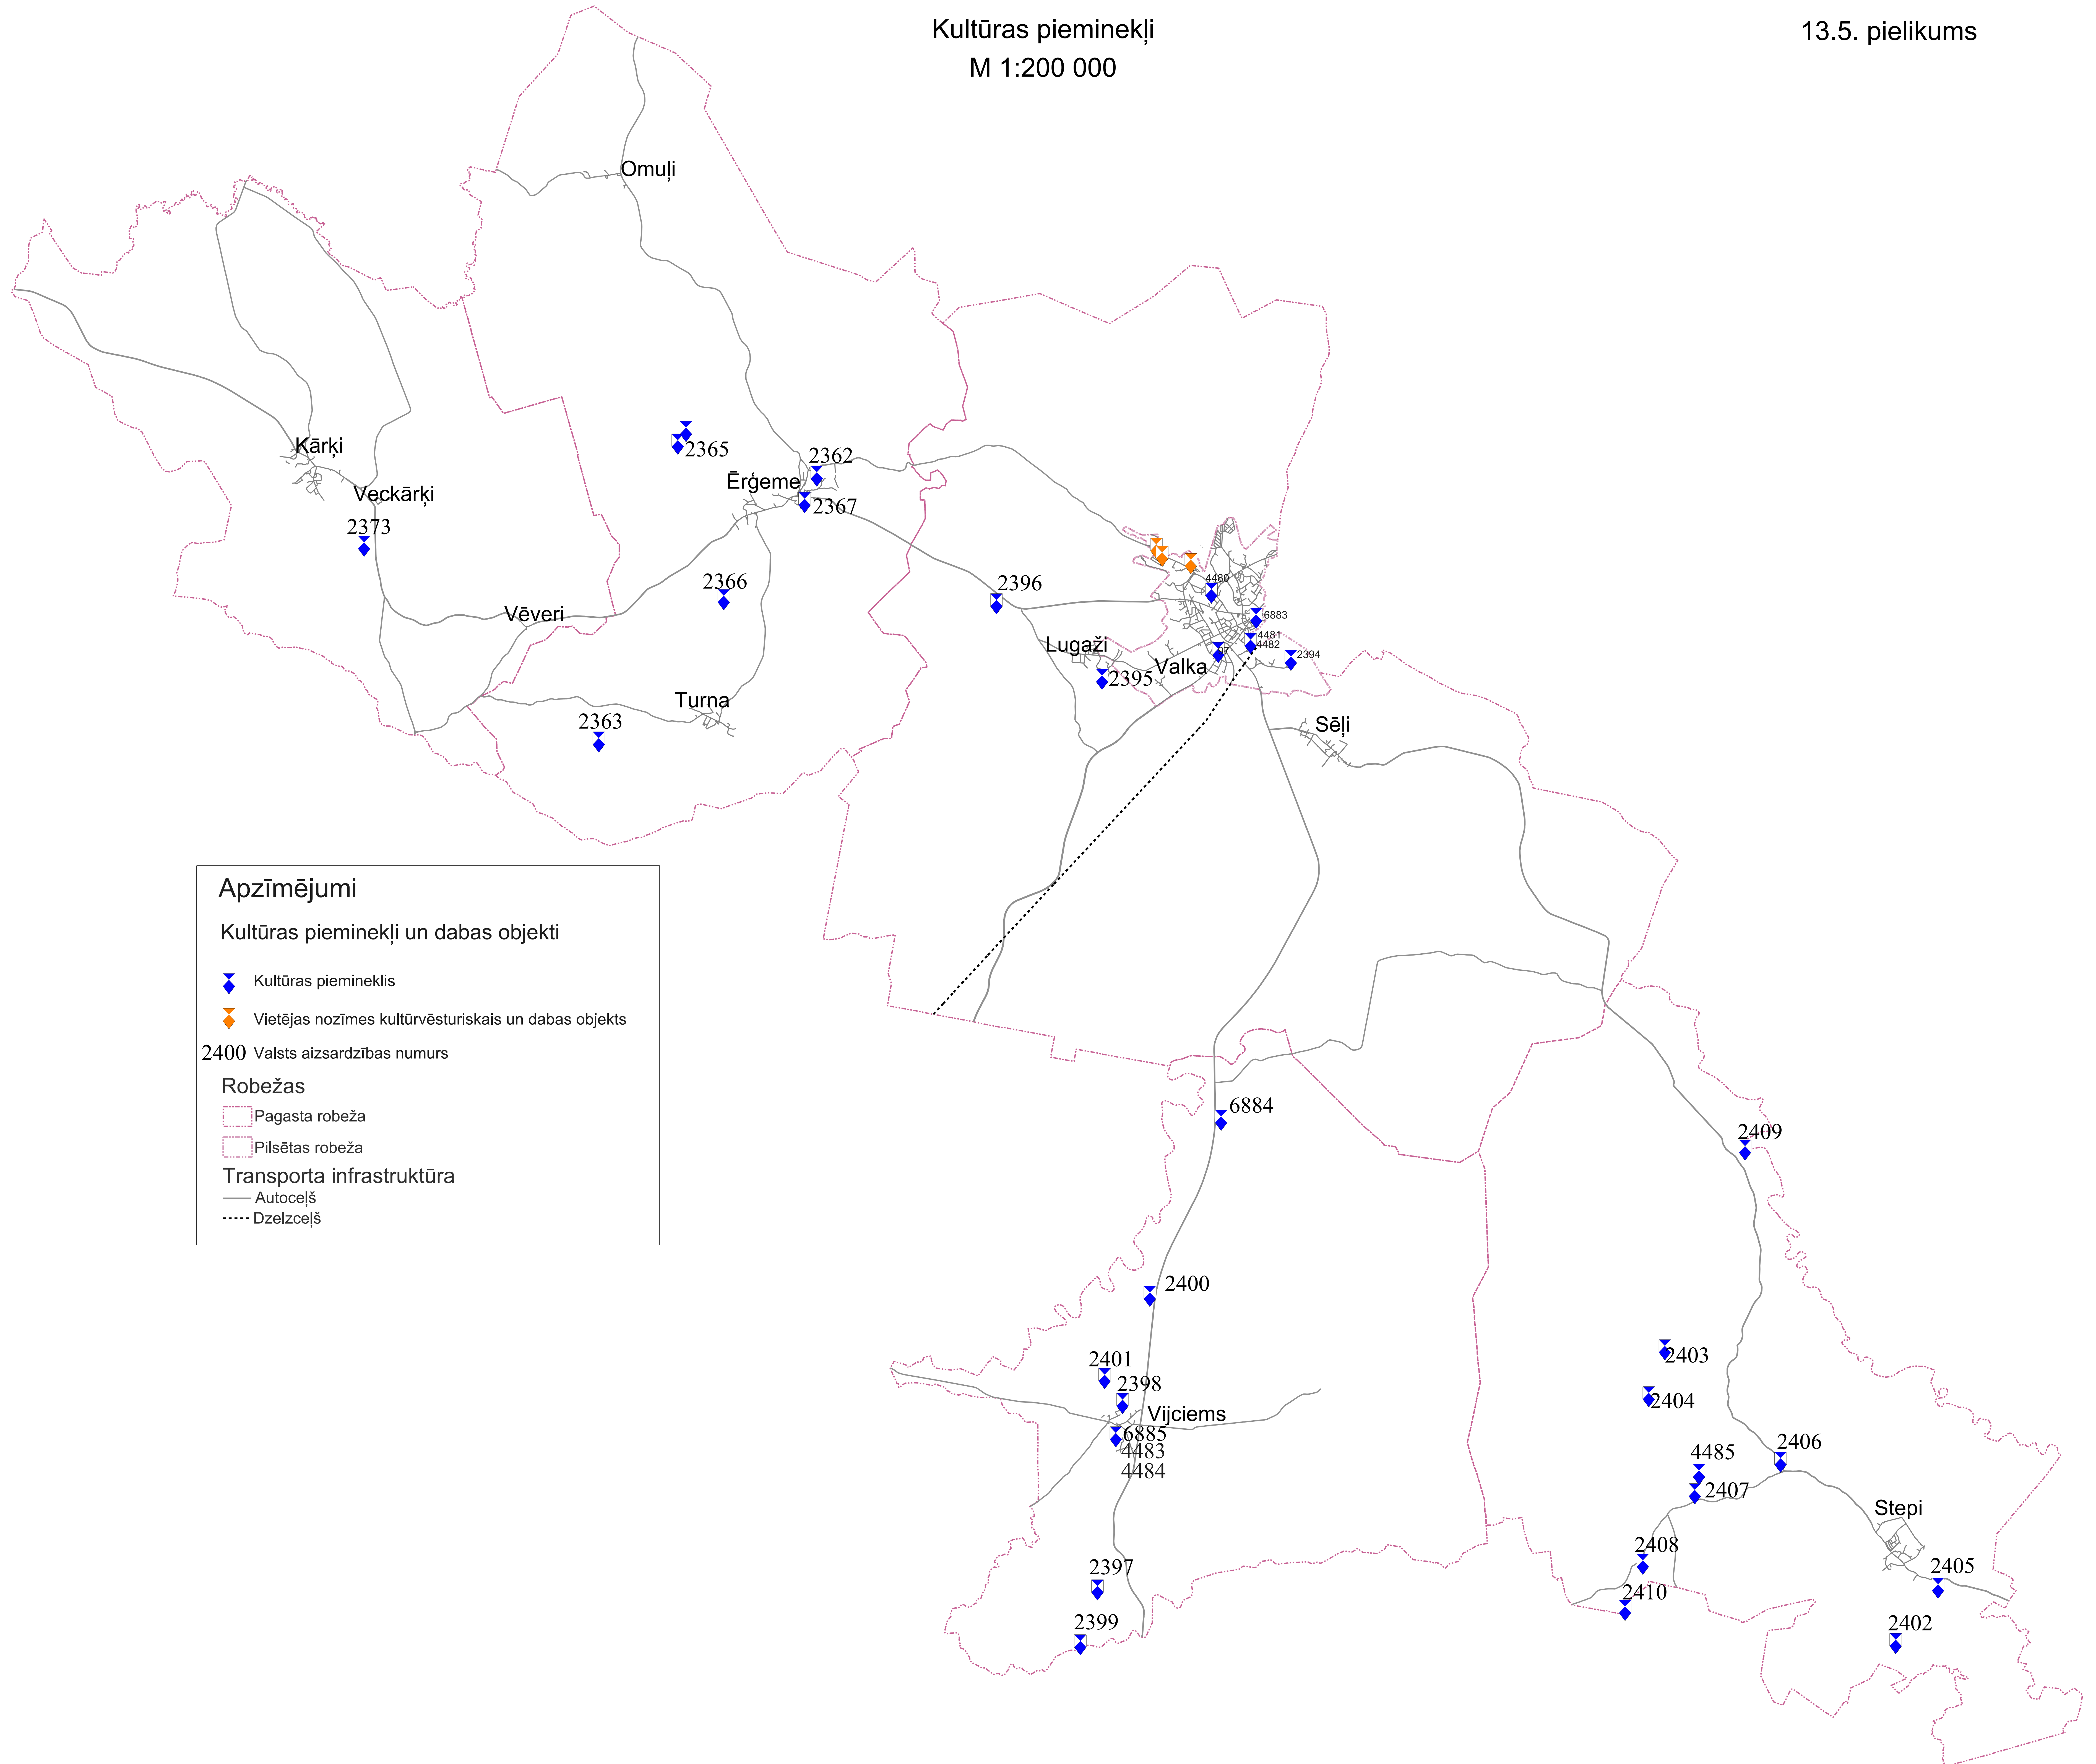 Kultūras pieminekļi
M 1:200 000
13.5. pielikums
Omuļi
Kārķi
Veckārķi
2373
2365
2362
Ērģeme
2367
2366
2396
Vēveri
Turna
2363
4480
6883
4481
4482
2394
97
Lugaži
Valka
2395
Sēļi
Apzīmējumi
Kultūras pieminekļi un dabas objekti
Kultūras piemineklis
Vietējas nozīmes kultūrvēsturiskais un dabas objekts
2400 Valsts aizsardzības numurs
Robežas
Pagasta robeža
Pilsētas robeža
Transporta infrastruktūra
Autoceļš
Dzelzceļš
6884
2409
2400
2401
2398
Vijciems
6885
4483
4484
2403
2404
2406
4485
2407
Stepi
2408
2405
2410
2402
2397
2399